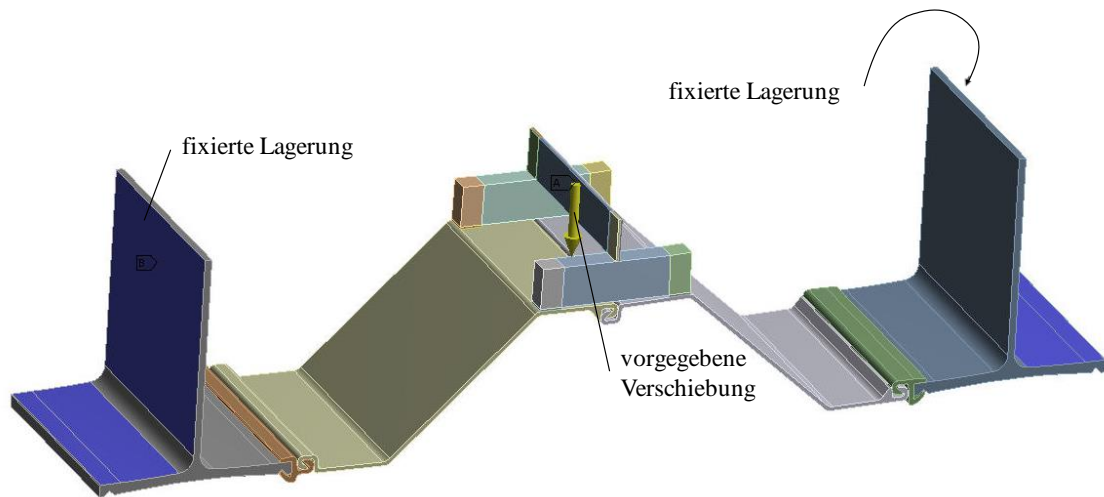 fixierte Lagerung
fixierte Lagerung
A
B
vorgegebene
Verschiebung